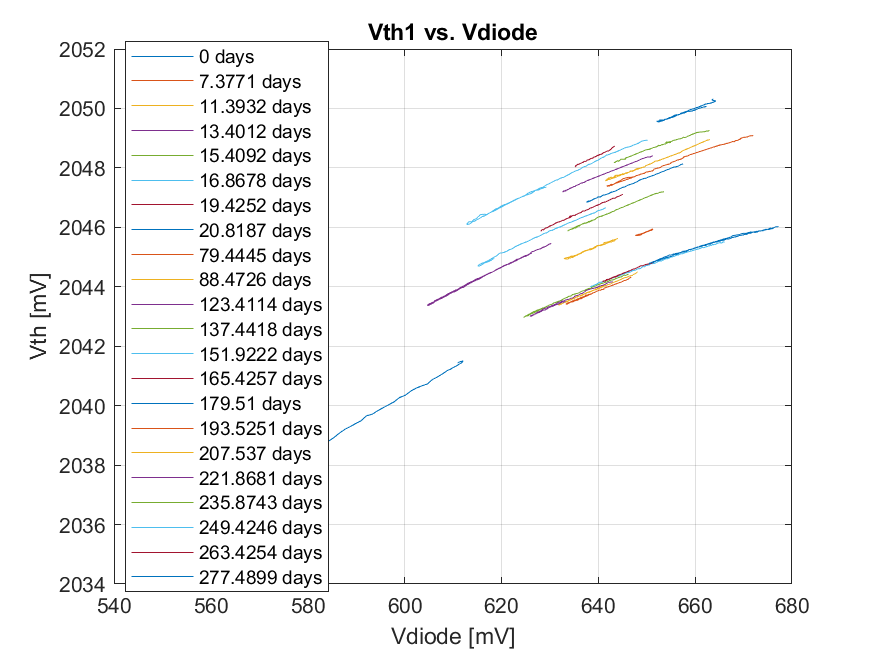 Vth1 vs. Vdiode
2052
2050
2048
2046
2044
2042
2040
2038
2036
2034
Vth [mV]
0 days
7.3771 days
11.3932 days
13.4012 days
15.4092 days
16.8678 days
19.4252 days
20.8187 days
79.4445 days
88.4726 days
123.4114 days
137.4418 days
151.9222 days
165.4257 days
179.51 days
193.5251 days
207.537 days
221.8681 days
235.8743 days
249.4246 days
263.4254 days
277.4899 days
540 560 580 600 620 640 660 680
Vdiode [mV]